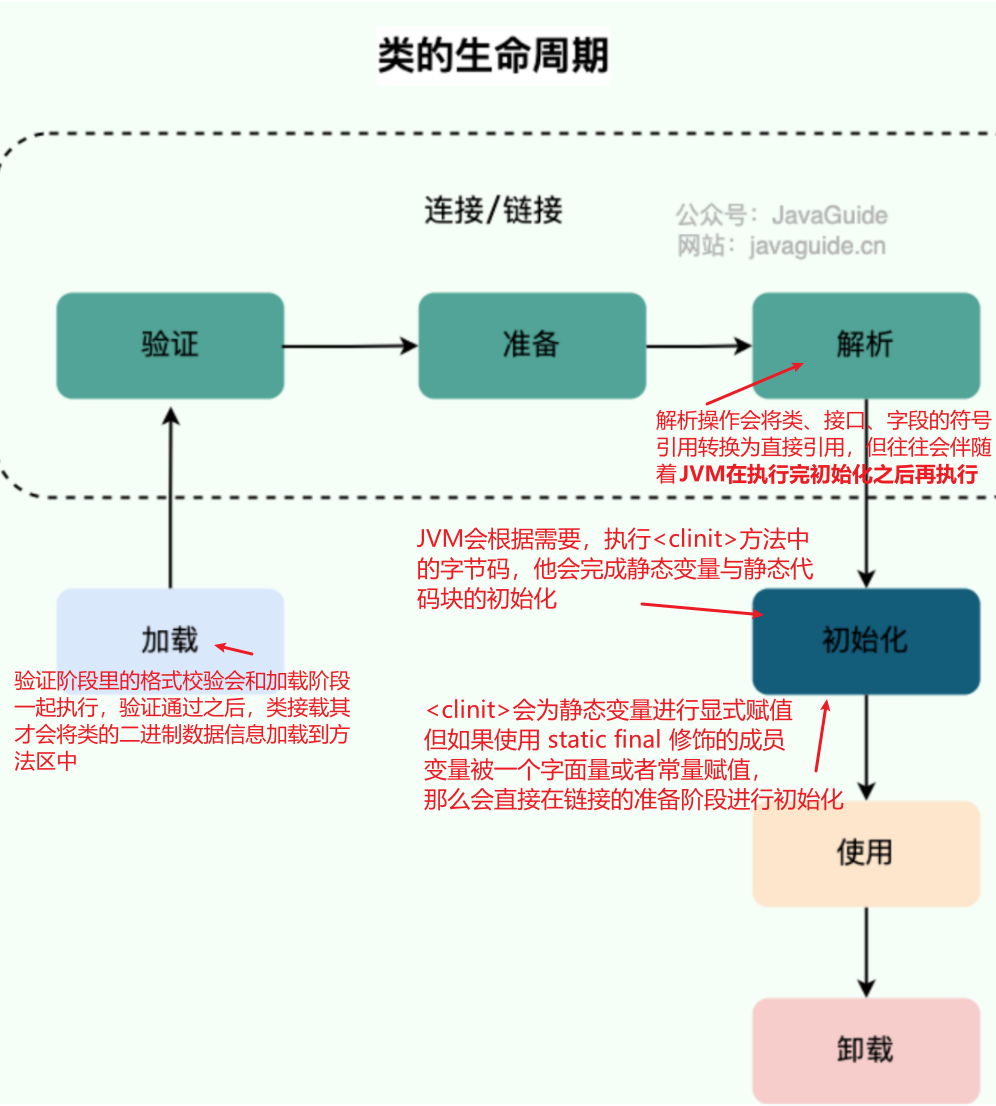 类的生命周期
连接/链接
公众号：JavaGuide
网站：javaguide.cn
验证
准备
解析
解析操作会将类、接口、字段的符号
引用转换为直接引用，但往往会伴随
着JVM在执行完初始化之后再执行
JVM会根据需要，执行<clinit>方法中
的字节码，他会完成静态变量与静态代
码块的初始化
加载
初始化
验证阶段里的格式校验会和加载阶段
一起执行，验证通过之后，类接载其
才会将类的二进制数据信息加载到方
法区中
<clinit>会为静态变量进行显式赋值
但如果使用 static final 修饰的成员
变量被一个字面量或者常量赋值，
那么会直接在链接的准备阶段进行初始化
使用
卸载